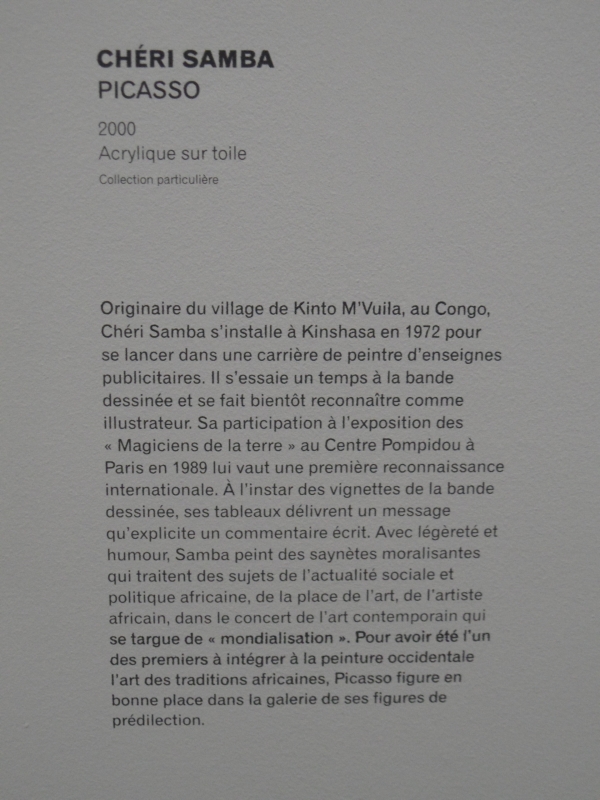 CHÉRI SAMBA
PICASSO
2000
Acrylique sur toile
Collection particulière
Originaire du village de Kinto M'Vuila, au Congo,
Chéri Samba s'installe à Kinshasa en 1972 pour
se lancer dans une carrière de peintre d'enseignes
publicitaires. Il s'essaie un temps à la bande
dessinée et se fait bientôt reconnaître comme
illustrateur. Sa participation à l'exposition des
« Magiciens de la terre » au Centre Pompidou à
Paris en 1989 lui vaut une première reconnaissance
internationale. À l'instar des vignettes de la bande
dessinée, ses tableaux délivrent un message
qu'explicite un commentaire écrit. Avec légèreté et
humour, Samba peint des saynètes moralisantes
qui traitent des sujets de l'actualité sociale et
politique africaine, de la place de l'art, de l'artiste
africain, dans le concert de l'art contemporain qui
se targue de « mondialisation ». Pour avoir été l'un
des premiers à intégrer à la peinture occidentale
l'art des traditions africaines, Picasso figure en
bonne place dans la galerie de ses figures de
prédilection.